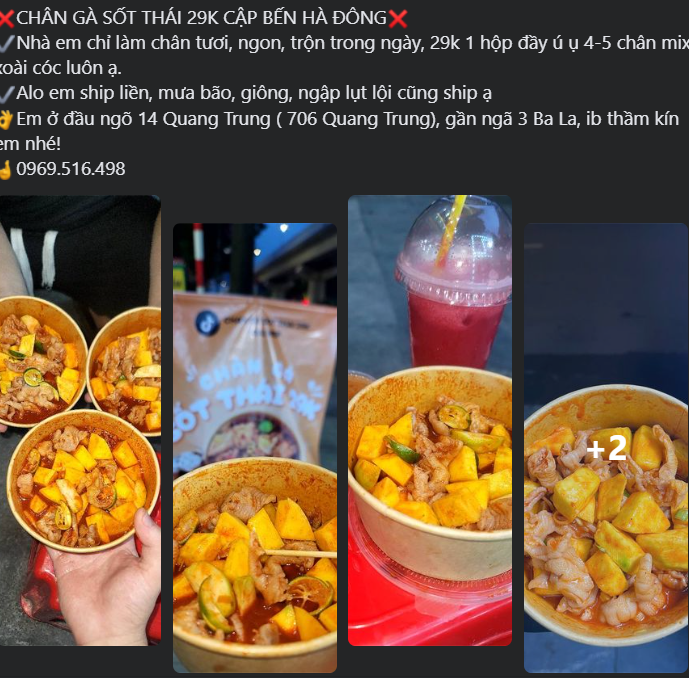 ❌CHÂN GÀ SỐT THÁI 29K CẬP BẾN HÀ ĐÔNG❌
✔Nhà em chỉ làm chân tươi, ngon, trộn trong ngày, 29k 1 hộp đầy ú ụ 4-5 chân mix
xoài cóc luôn ạ.
✔Alo em ship liền, mưa bão, giông, ngập lụt lội cũng ship ạ
👌Em ở đầu ngõ 14 Quang Trung ( 706 Quang Trung), gần ngã 3 Ba La, ib thầm kín
em nhé!
🤞0969.516.498
CHÂN GÀ
SỐT THÁI
+2